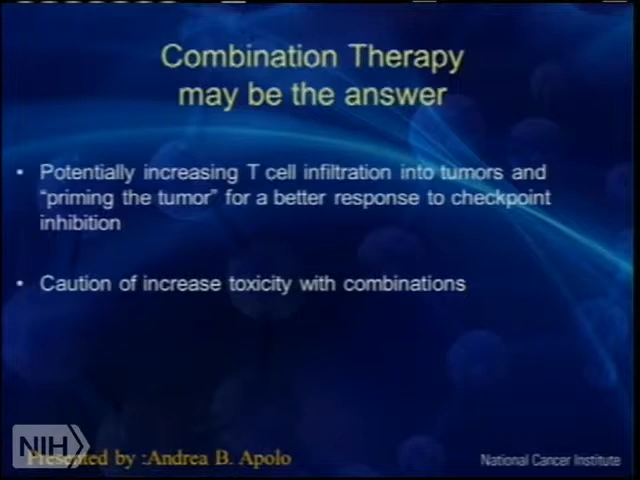 Combination Therapy
may be the answer
• Potentially increasing T cell infiltration into tumors and
“priming the tumor” for a better response to checkpoint
inhibition
• Caution of increase toxicity with combinations
NIH
Presented by :Andrea B. Apolo
National Cancer Institute